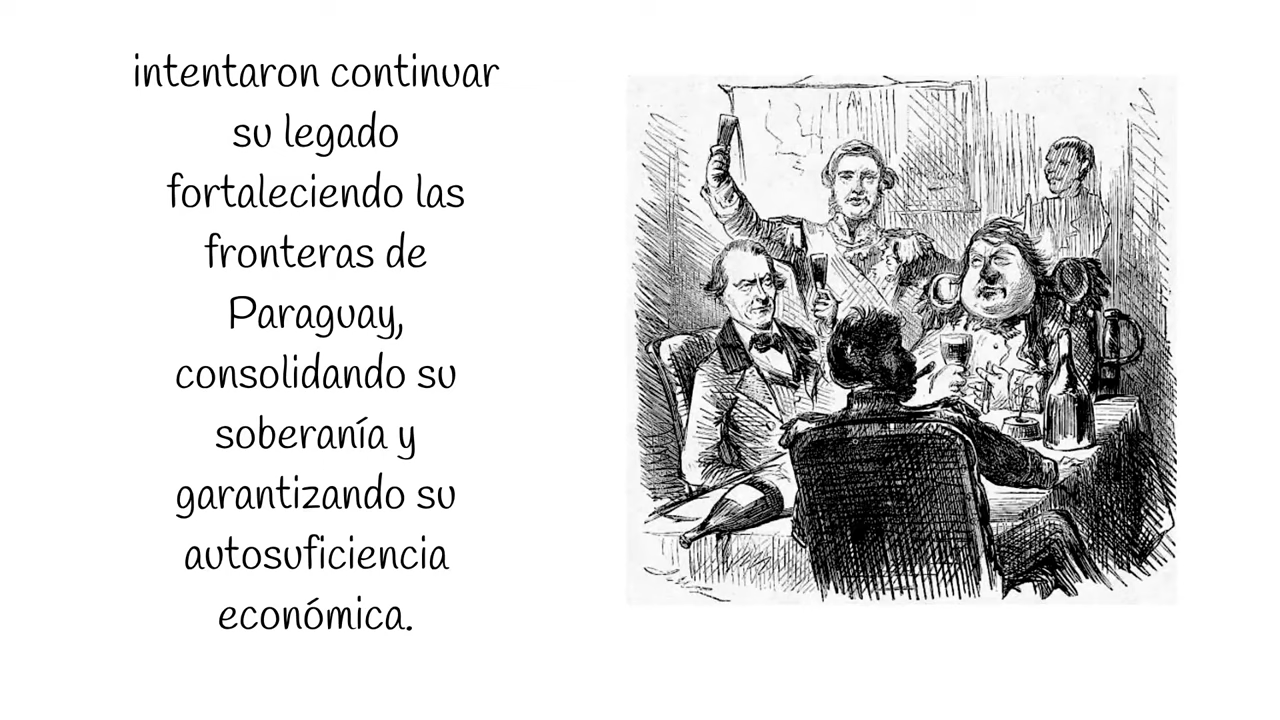 intentaron continuar
su legado
fortaleciendo las
fronteras de
Paraguay,
consolidando su
soberanía y
garantizando su
autosuficiencia
económica.